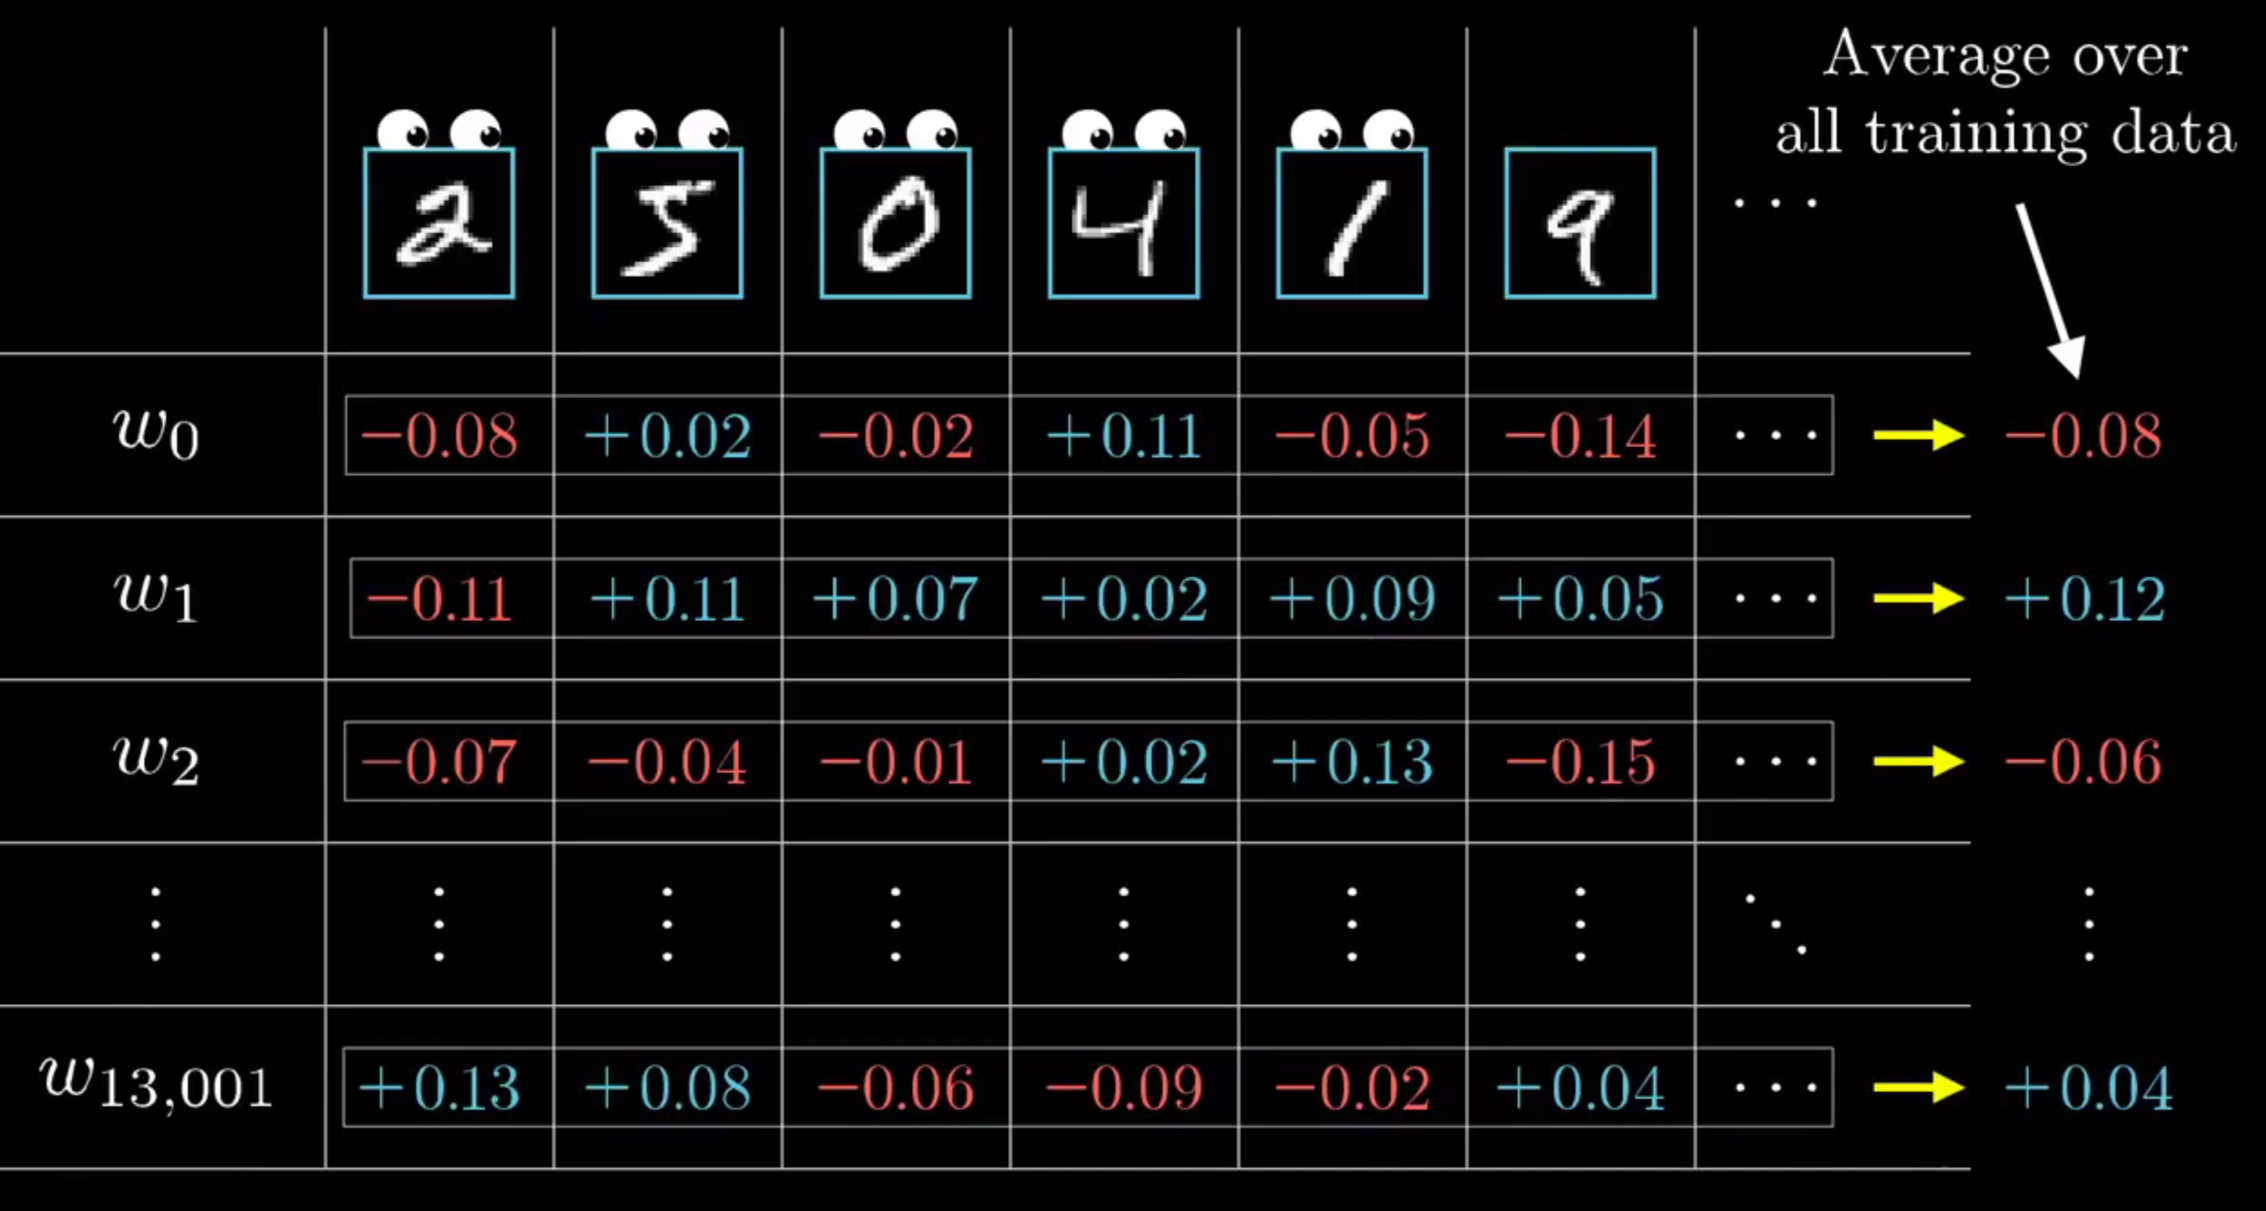 Average over
all training data
2 5 0 4 1 9 ...
w0 −0.08 +0.02 −0.02 +0.11 −0.05 −0.14 ... −0.08
w1 −0.11 +0.11 +0.07 +0.02 +0.09 +0.05 ... +0.12
w2 −0.07 −0.04 −0.01 +0.02 +0.13 −0.15 ... −0.06
w13,001 +0.13 +0.08 −0.06 −0.09 −0.02 +0.04 ... +0.04